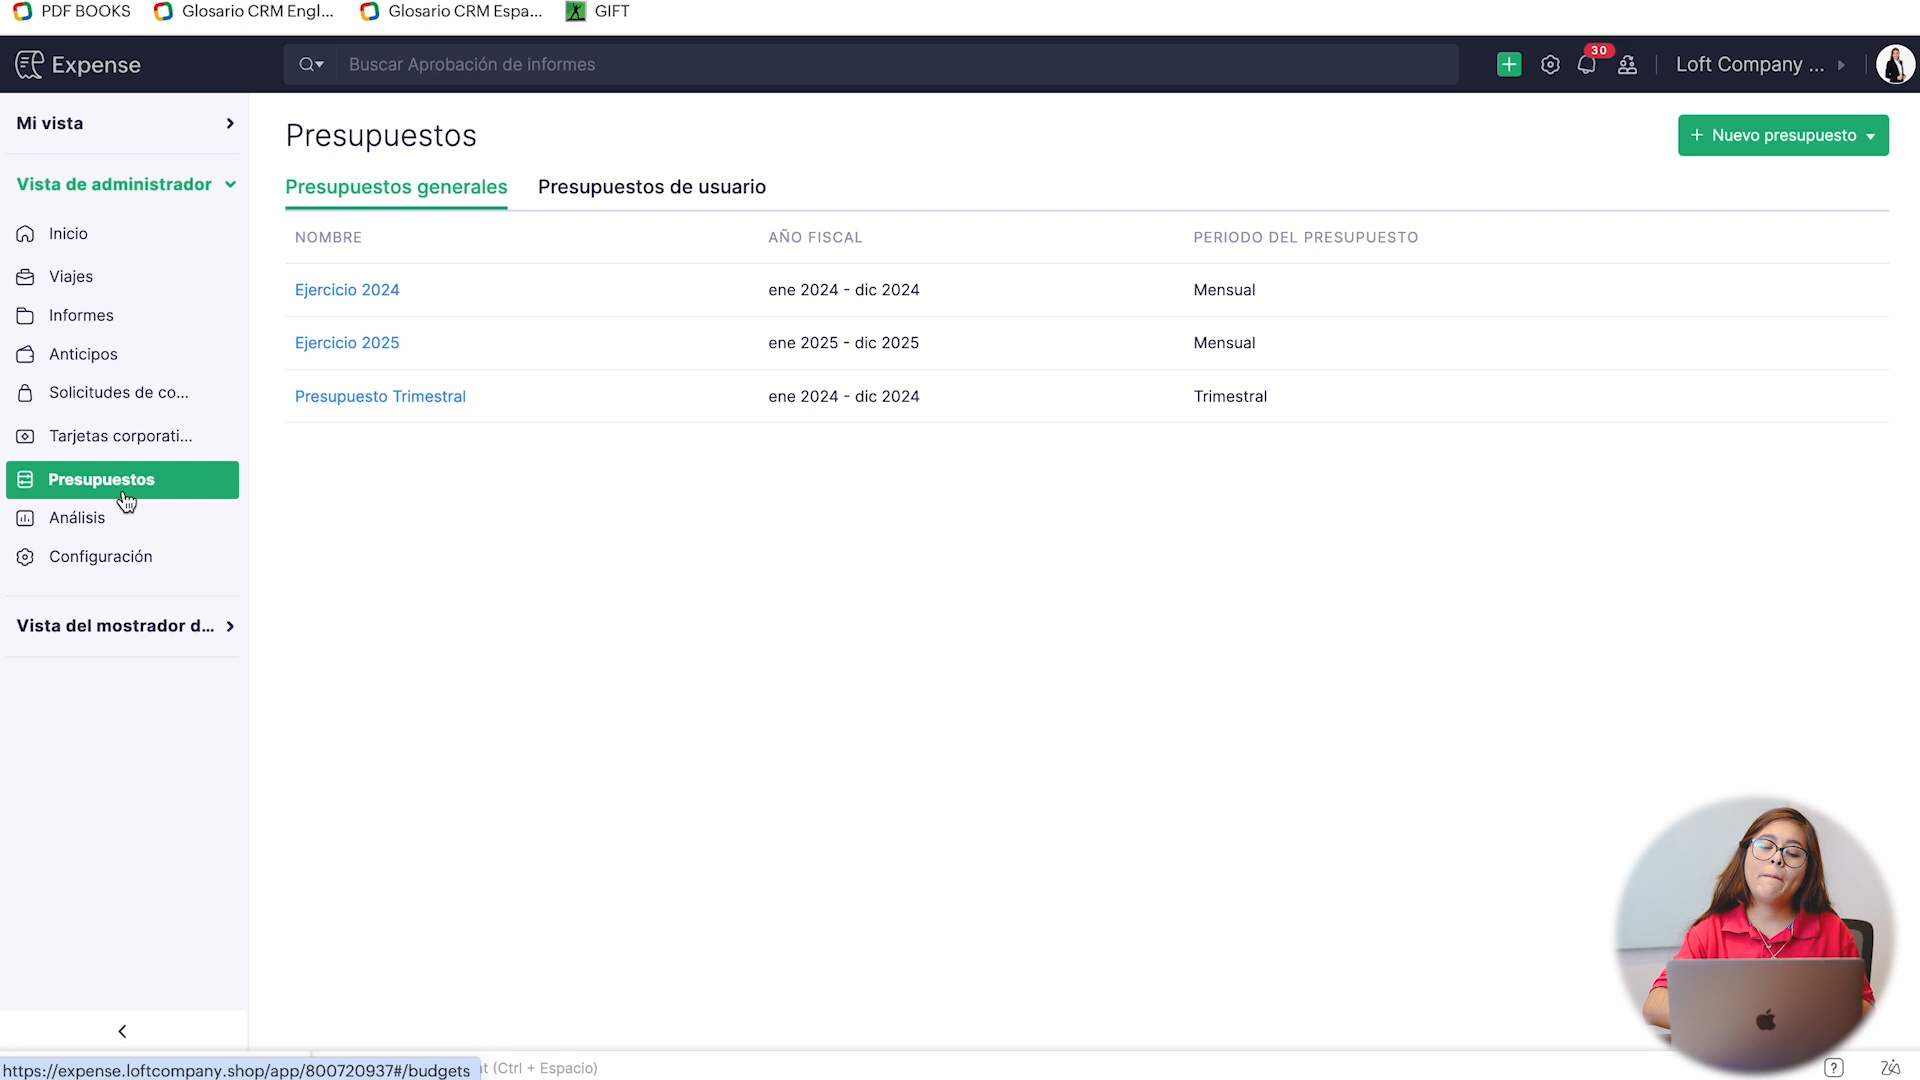 PDF BOOKS Glosario CRM Engl... Glosario CRM Espa... GIFT
Expense Buscar Aprobación de informes 30 Loft Company ...
Mi vista
Vista de administrador
Inicio
Viajes
Informes
Anticipos
Solicitudes de co...
Tarjetas corporati...
Presupuestos
Análisis
Configuración
Vista del mostrador d...
Presupuestos
+ Nuevo presupuesto
Presupuestos generales Presupuestos de usuario
NOMBRE AÑO FISCAL PERIODO DEL PRESUPUESTO
Ejercicio 2024 ene 2024 - dic 2024 Mensual
Ejercicio 2025 ene 2025 - dic 2025 Mensual
Presupuesto Trimestral ene 2024 - dic 2024 Trimestral
https://expense.loftcompany.shop/app/800720937#/budgets (Ctrl + Espacio)